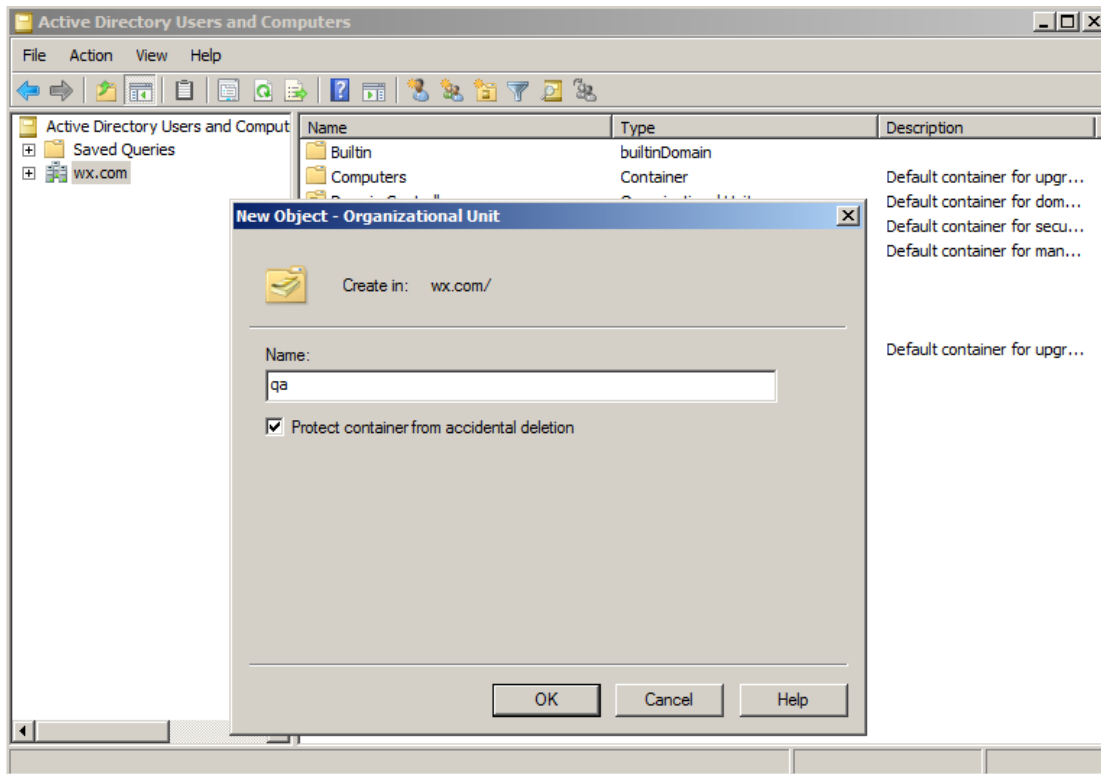 Active Directory Users and Computers
File Action View Help
Active Directory Users and Comput
Saved Queries
wx.com
Name Type Description
Builtin builtinDomain
Computers Container Default container for upgr...
Default container for dom...
Default container for secu...
Default container for man...
Default container for upgr...
New Object - Organizational Unit
Create in: wx.com/
Name:
qa
Protect container from accidental deletion
OK Cancel Help